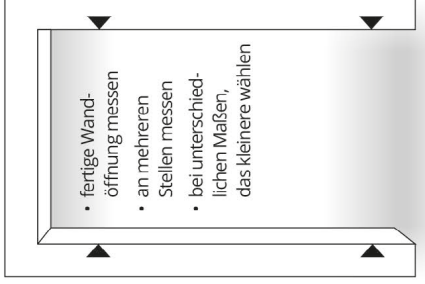 • fertige Wand-
öffnung messen
• an mehreren
Stellen messen
• bei unterschied-
lichen Maßen,
das kleinere wählen